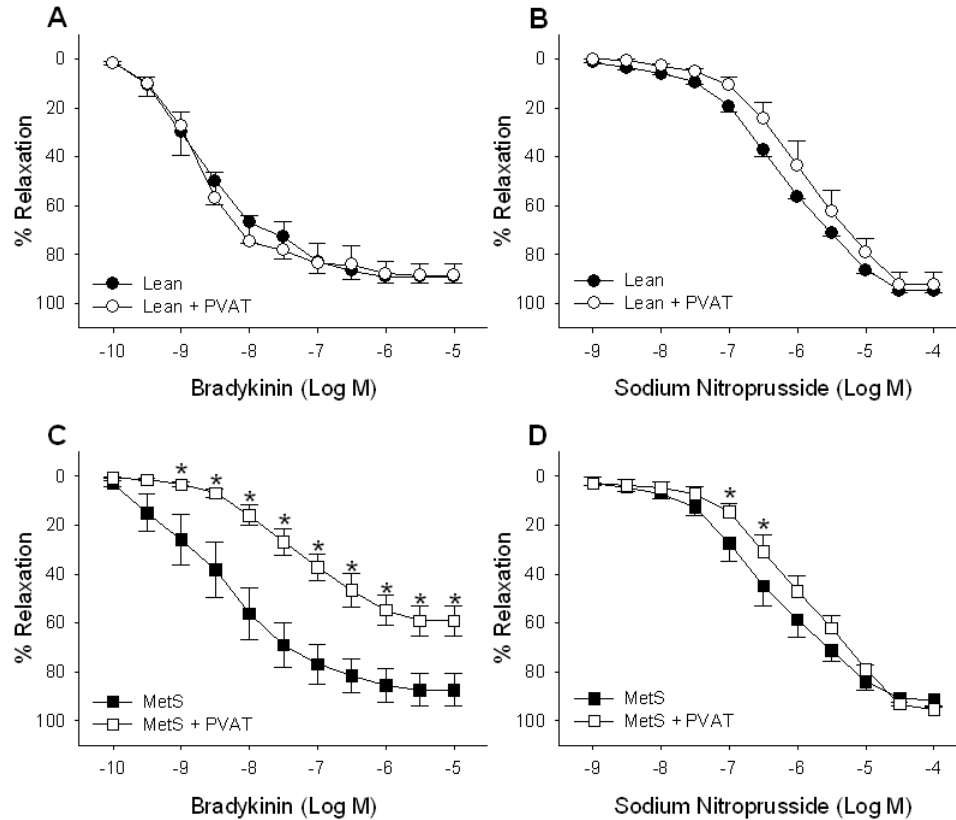 A
% Relaxation
0
20
40
60
80
100
Lean
Lean + PVAT
-10 -9 -8 -7 -6 -5
Bradykinin (Log M)
B
% Relaxation
0
20
40
60
80
100
Lean
Lean + PVAT
-9 -8 -7 -6 -5 -4
Sodium Nitroprusside (Log M)
C
% Relaxation
0
20
40
60
80
100
* * * * * * * * *
MetS
MetS + PVAT
-10 -9 -8 -7 -6 -5
Bradykinin (Log M)
D
% Relaxation
0
20
40
60
80
100
* *
MetS
MetS + PVAT
-9 -8 -7 -6 -5 -4
Sodium Nitroprusside (Log M)